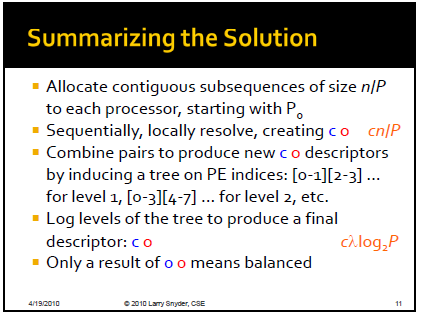 Summarizing the Solution
Allocate contiguous subsequences of size n/P
to each processor, starting with P0
Sequentially, locally resolve, creating c o cn/P
Combine pairs to produce new c o descriptors
by inducing a tree on PE indices: [0-1][2-3] ...
for level 1, [0-3][4-7] ... for level 2, etc.
Log levels of the tree to produce a final
descriptor: c o cλlog2P
Only a result of 0 0 means balanced
4/19/2010 © 2010 Larry Snyder, CSE 11